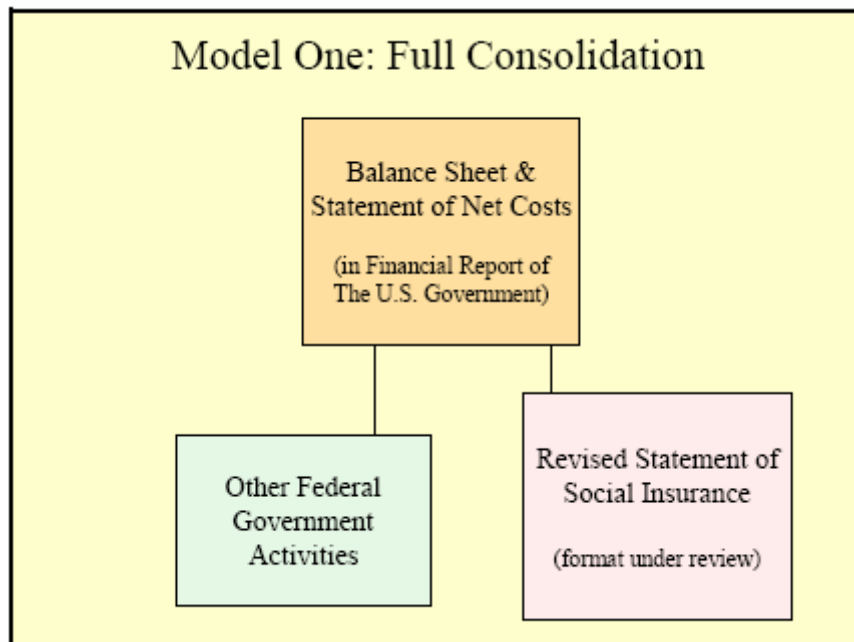 Model One: Full Consolidation
Balance Sheet &
Statement of Net Costs
(in Financial Report of
The U.S. Government)
Other Federal
Government
Activities
Revised Statement of
Social Insurance
(format under review)